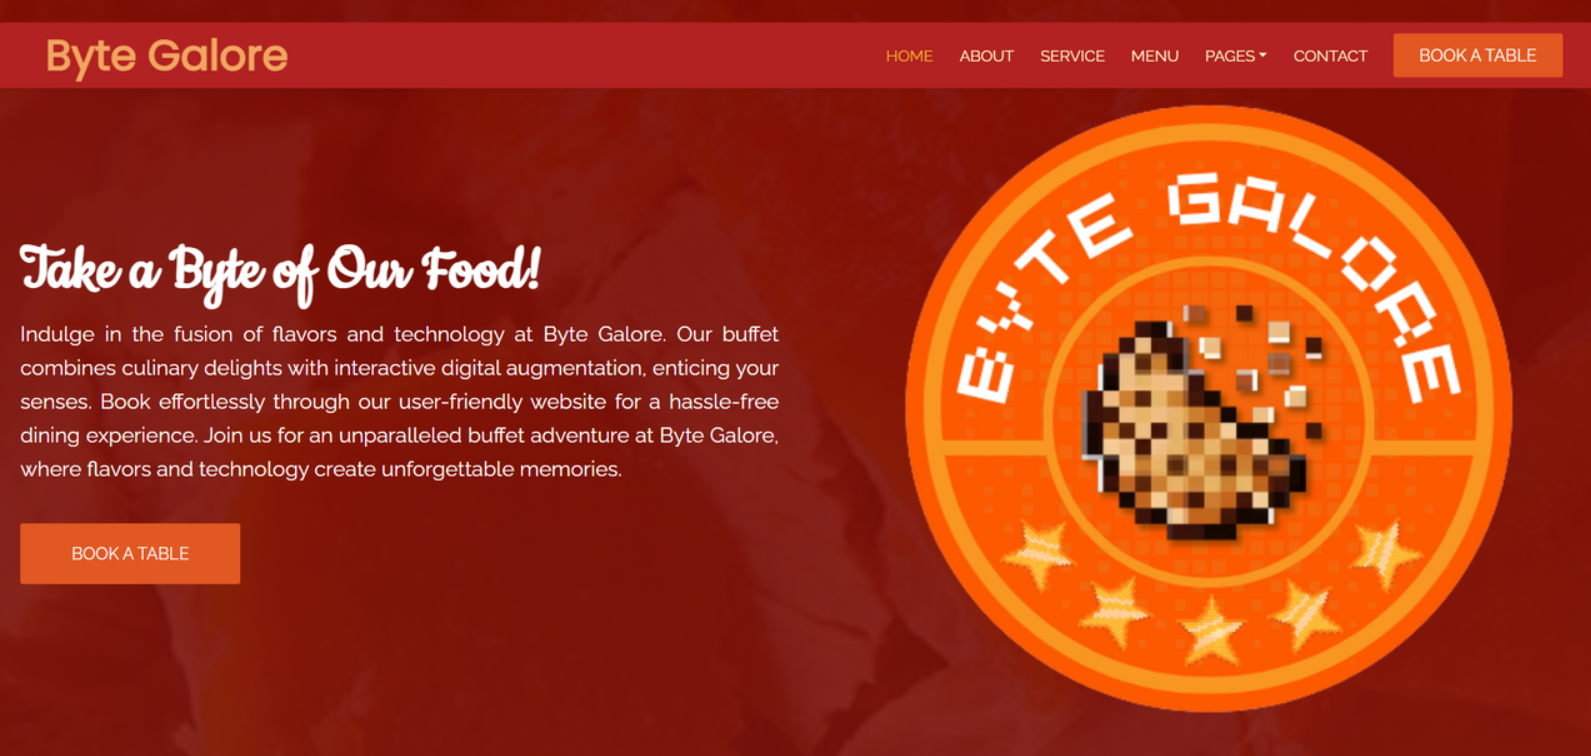 Byte Galore
HOME ABOUT SERVICE MENU PAGES CONTACT BOOK A TABLE
BYTE GALORE
Take a Byte of Our Food!
Indulge in the fusion of flavors and technology at Byte Galore. Our buffet
combines culinary delights with interactive digital augmentation, enticing your
senses. Book effortlessly through our user-friendly website for a hassle-free
dining experience. Join us for an unparalleled buffet adventure at Byte Galore,
where flavors and technology create unforgettable memories.
BOOK A TABLE